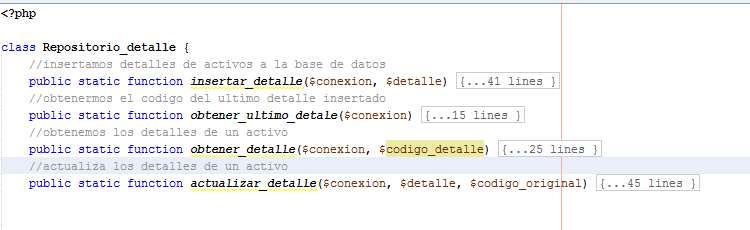 <?php
class Repositorio_detalle {
//insertamos detalles de activos a la base de datos
public static function insertar_detalle($conexion, $detalle) {...41 lines }
//obtenermos el codigo del ultimo detalle insertado
public static function obtener_ultimo_detale($conexion) {...15 lines }
//obtenemos los detalles de un activo
public static function obtener_detalle($conexion, $codigo_detalle) {...25 lines }
//actualiza los detalles de un activo
public static function actualizar_detalle($conexion, $detalle, $codigo_original) {...45 lines }